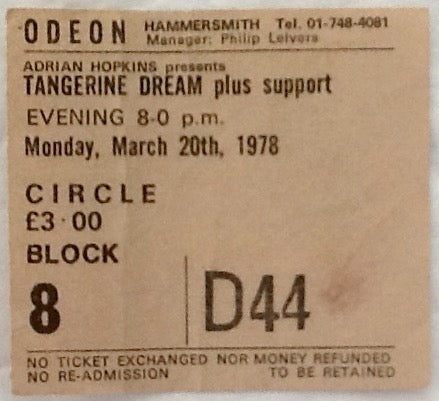 ODEON HAMMERSMITH Tel. 01-748-4081
Manager: Philip Leivers
ADRIAN HOPKINS presents
TANGERINE DREAM plus support
EVENING 8-0 p.m.
Monday, March 20th, 1978
CIRCLE
£3·00
BLOCK
8 D44
NO TICKET EXCHANGED NOR MONEY REFUNDED
NO RE-ADMISSION TO BE RETAINED